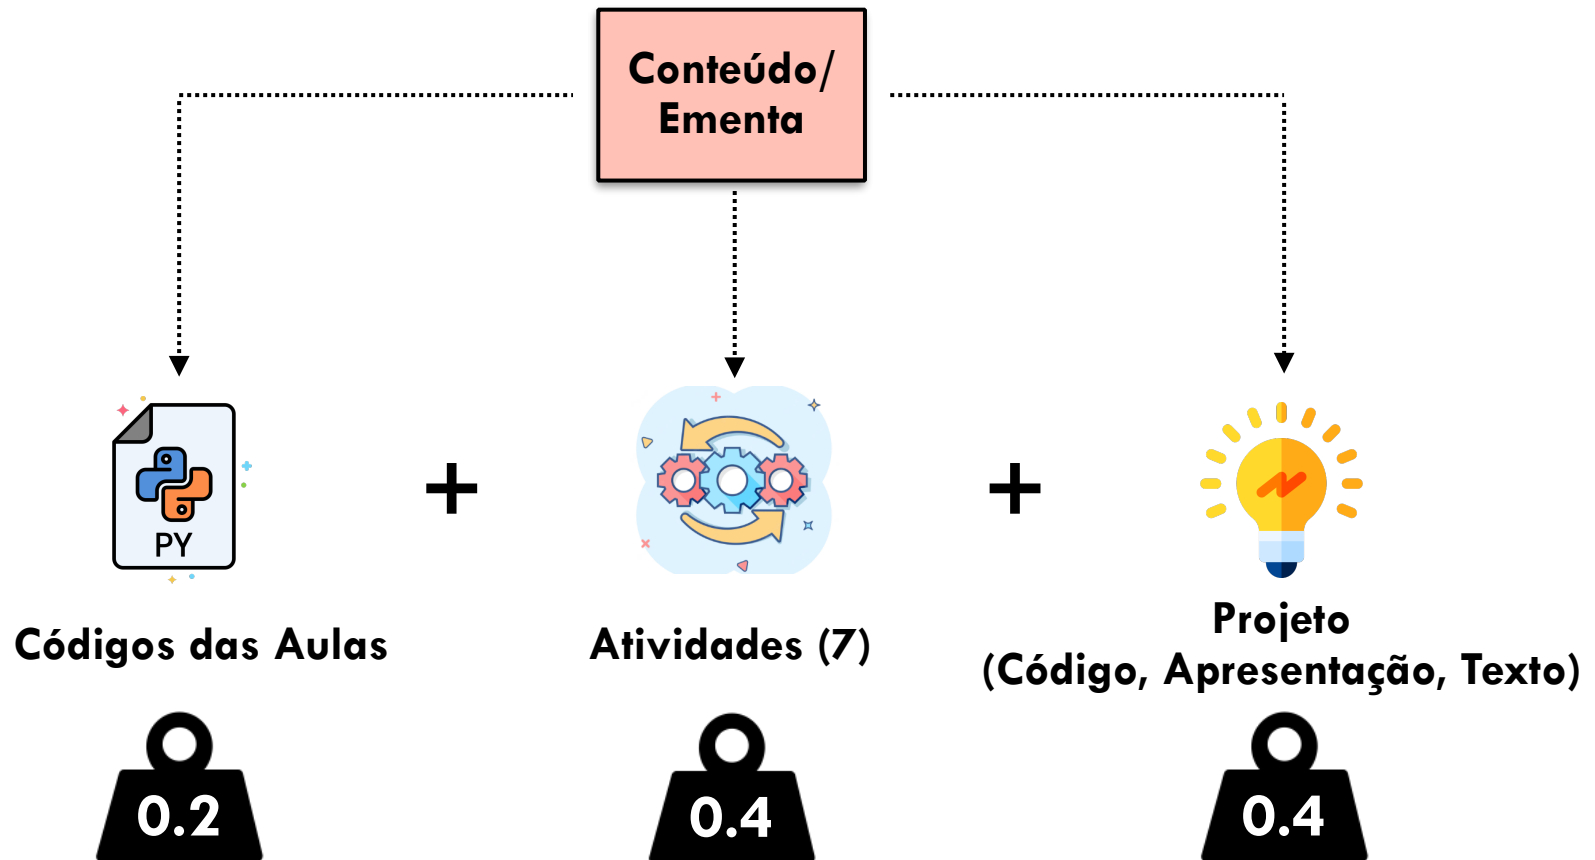 Conteúdo/
Ementa
PY
+
+
Códigos das Aulas
Atividades (7)
Projeto
(Código, Apresentação, Texto)
0.2
0.4
0.4